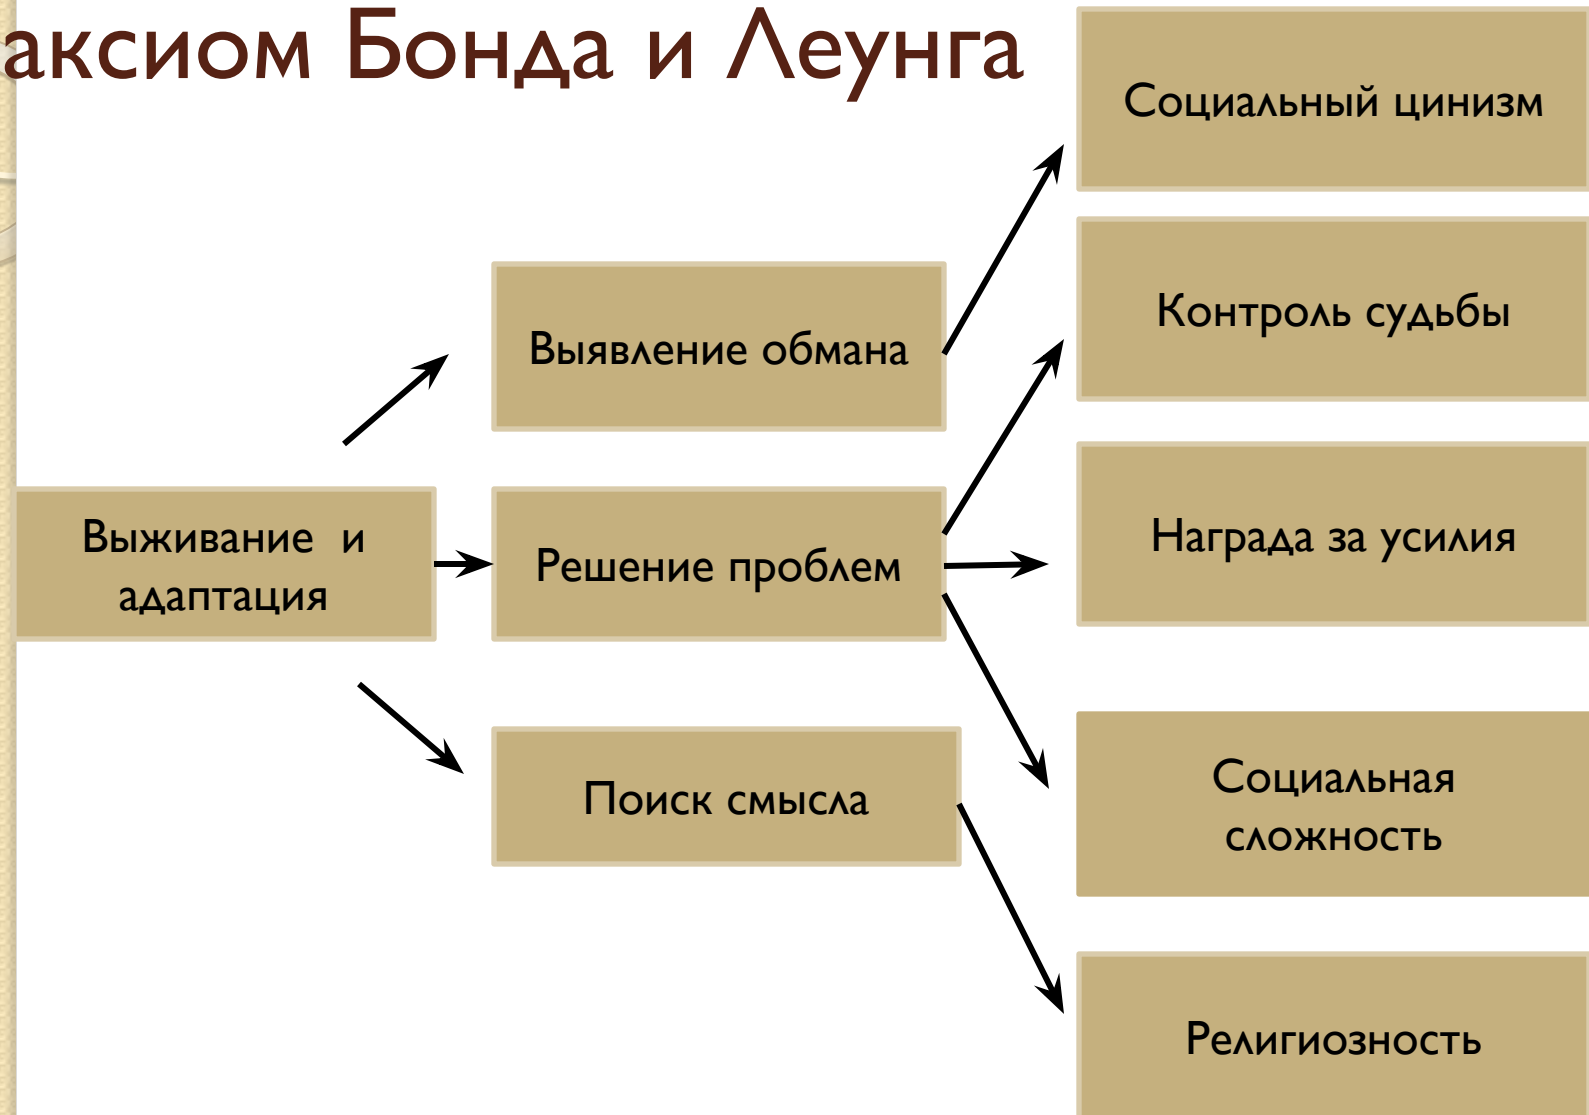 аксиом Бонда и Леунга
Социальный цинизм
Контроль судьбы
Выявление обмана
Награда за усилия
Выживание и
адаптация
Решение проблем
Поиск смысла
Социальная
сложность
Религиозность